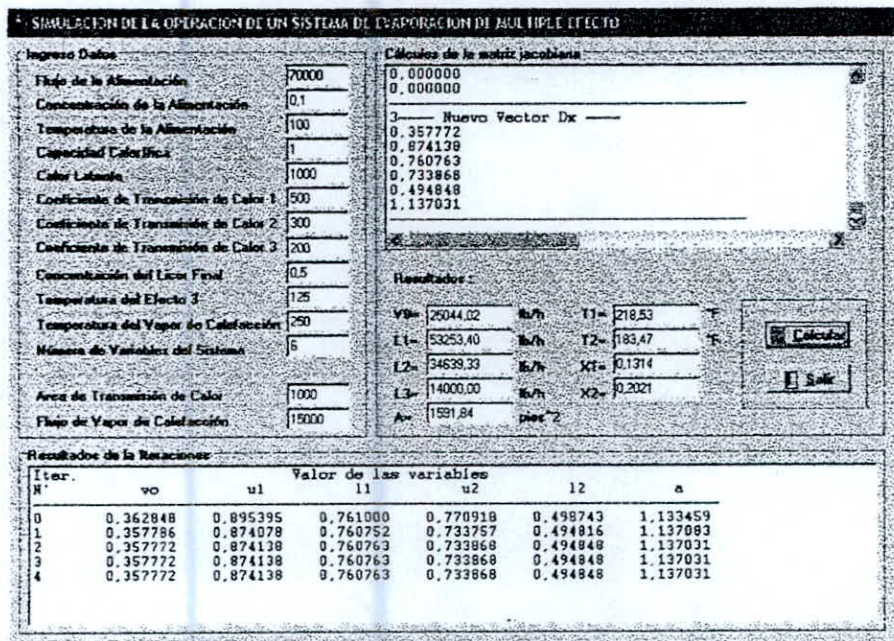 SIMULACION DE LA OPERACION DE UN SISTEMA DE EVAPORACION DE MULTIPLE EFECTO
Ingreso Datos
Flujo de la Alimentación 70000
Concentración de la Alimentación 0,1
Temperatura de la Alimentación 100
Capacidad Calorífica 1
Calor Latente 1000
Coeficiente de Transmisión de Calor 1 500
Coeficiente de Transmisión de Calor 2 300
Coeficiente de Transmisión de Calor 3 200
Concentración del Licor Final 0,5
Temperatura del Efecto 3 125
Temperatura del Vapor de Calefacción 250
Número de Variables del Sistema 6
Area de Transmisión de Calor 1000
Flujo de Vapor de Calefacción 15000
Cálculos de la matriz jacobiana
0,000000
0,000000
3---- Nuevo Vector Dx ----
0,357772
0,874138
0,760763
0,733868
0,494848
1,137031
Resultados :
V0= 25044,02 lb/h T1= 218,53 °F
L1= 53253,40 lb/h T2= 183,47 °F
L2= 34639,33 lb/h X1= 0,1314
L3= 14000,00 lb/h X2= 0,2021
A= 1591,84 pies^2
Calcular
Salir
Resultados de la Iteraciones
Iter. Valor de las variables
N° vo u1 l1 u2 l2 a
0 0,362848 0,895395 0,761000 0,770918 0,498743 1,133459
1 0,357786 0,874078 0,760752 0,733757 0,494816 1,137083
2 0,357772 0,874138 0,760763 0,733868 0,494848 1,137031
3 0,357772 0,874138 0,760763 0,733868 0,494848 1,137031
4 0,357772 0,874138 0,760763 0,733868 0,494848 1,137031